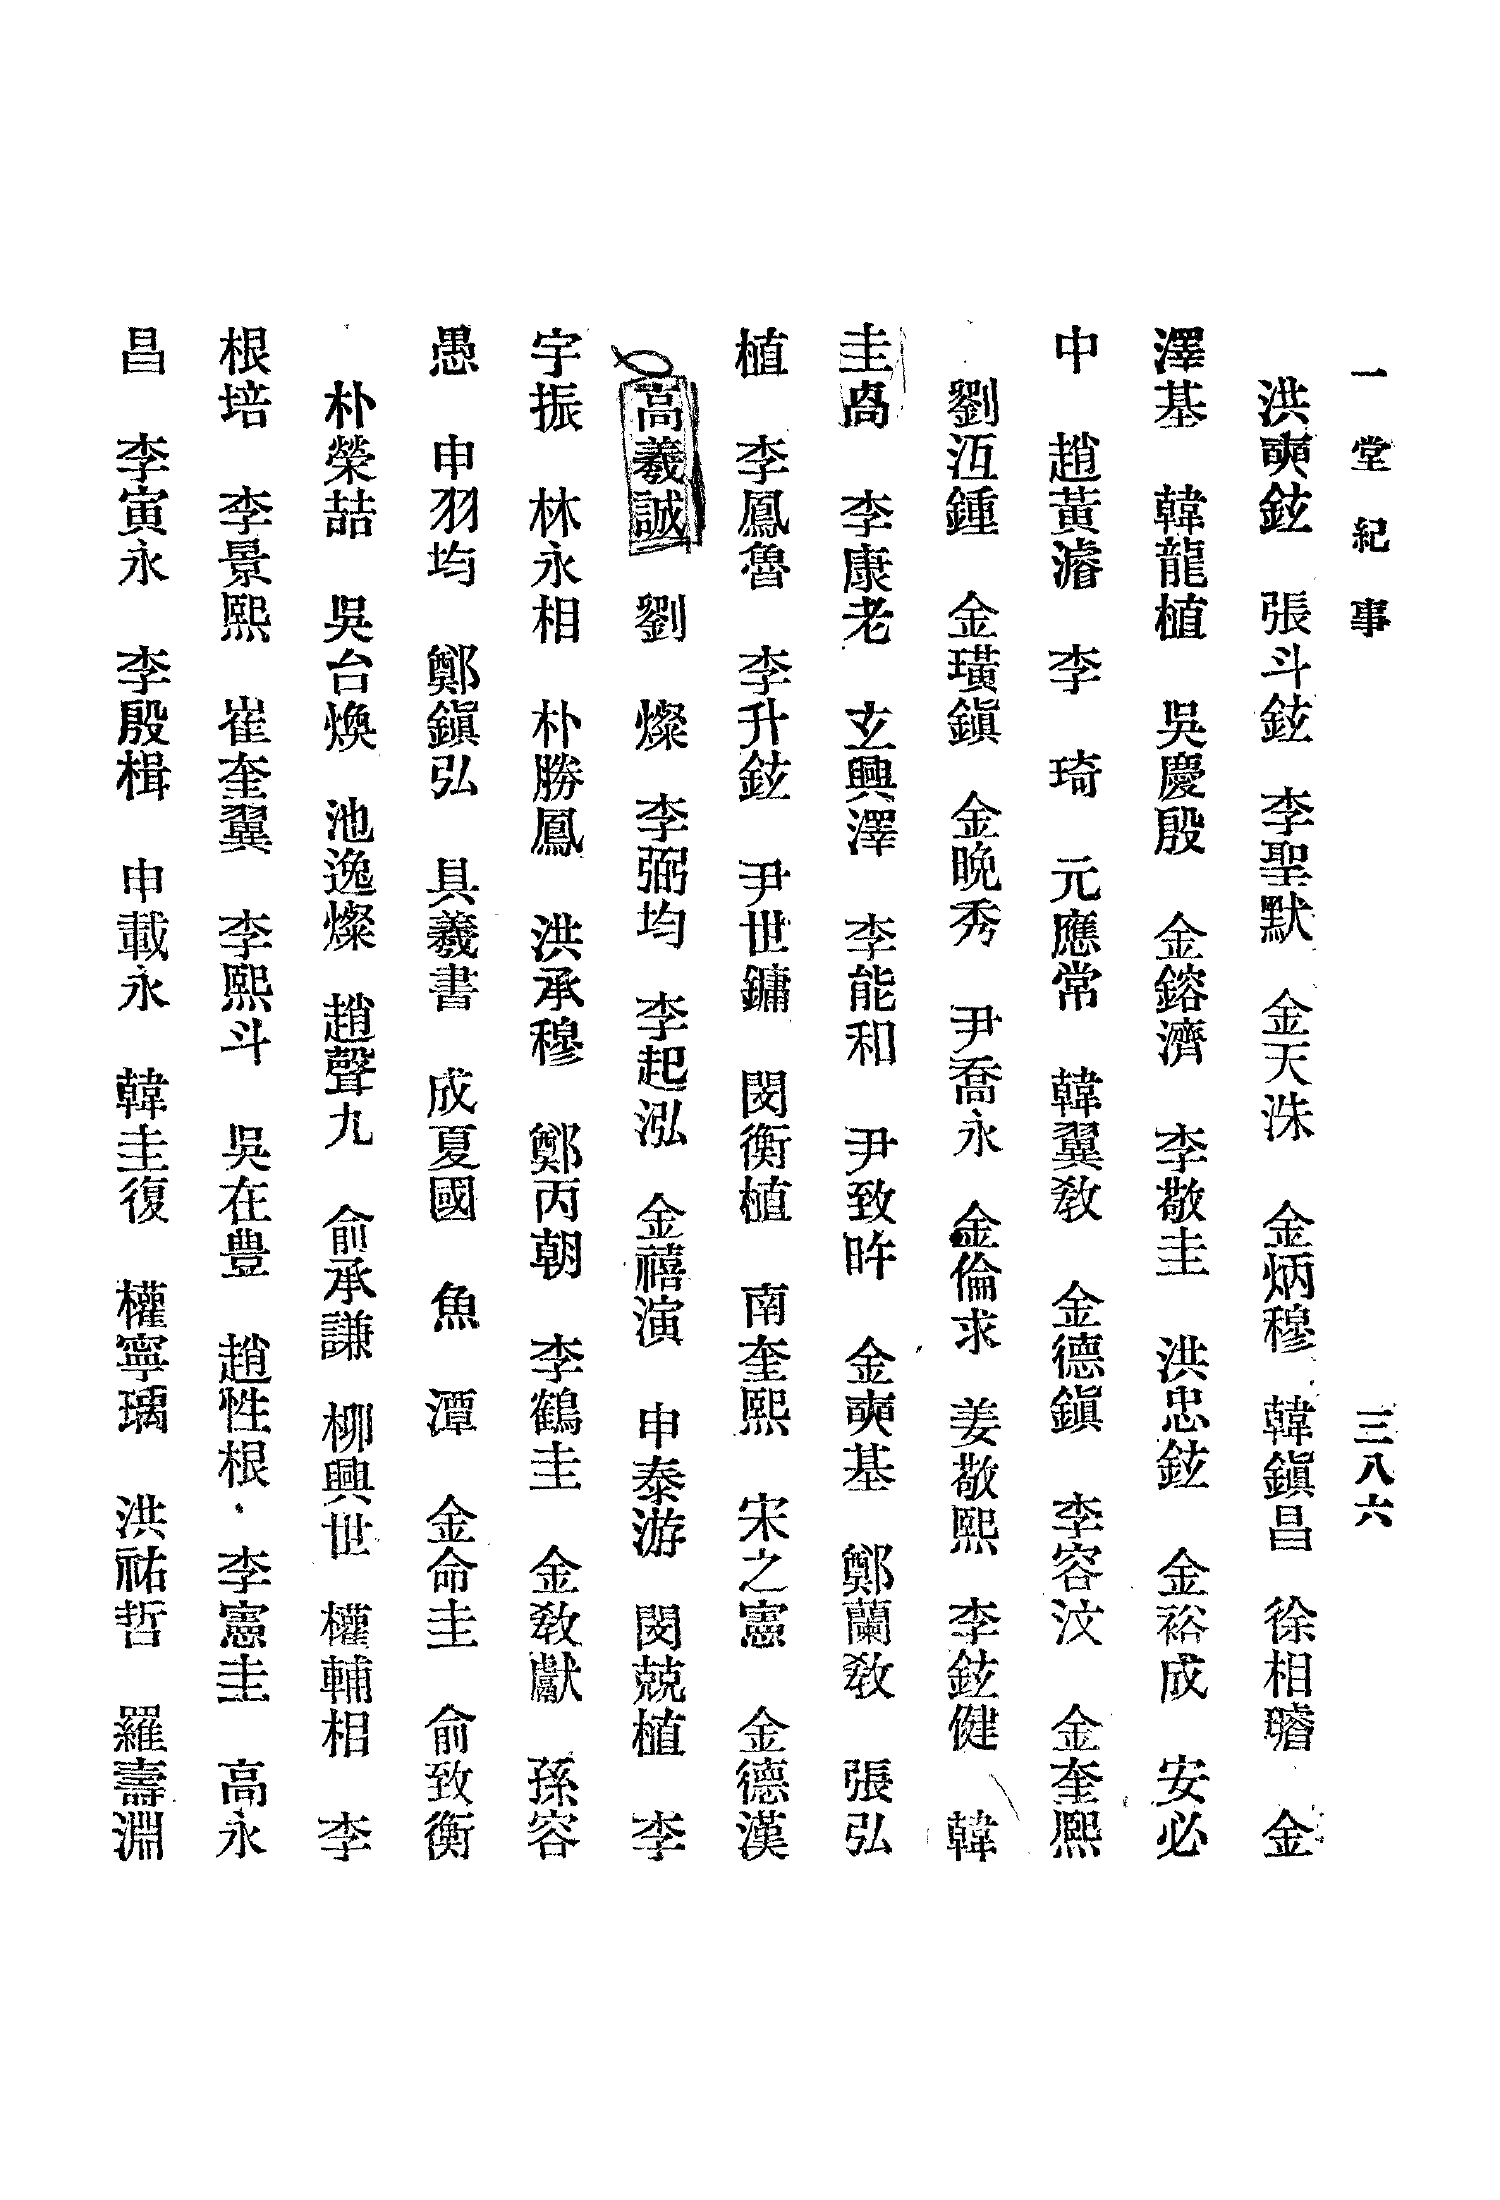 一堂紀事 三八六
洪奭鉉 張斗鉉 李聖默 金天洙 金炳穆 韓鎭昌 徐相璿 金
澤基 韓龍植 吳慶殷 金鎔濟 李敬圭 洪忠鉉 金裕成 安必
中 趙黃濬 李琦 元應常 韓翼敎 金德鎭 李容汶 金奎熙
劉沍鍾 金璜鎭 金晩秀 尹喬永 金倫求 姜敬熙 李鉉健 韓
圭卨 李康老 玄興澤 李能和 尹致昨 金奭基 鄭蘭敎 張弘
植 李鳳魯 李升鉉 尹世鏞 閔衡植 南奎熙 宋之憲 金德漢
高羲誠 劉燦 李弼均 李起泓 金禧演 申泰游 閔兢植 李
宇振 林永相 朴勝鳳 洪承穆 鄭丙朝 李鶴圭 金敎獻 孫容
愚 申羽均 鄭鎭弘 具羲書 成夏國 魚潭 金命圭 俞致衡
朴榮喆 吳台煥 池逸燦 趙聲九 俞承謙 柳興世 權輔相 李
根培 李景熙 崔奎翼 李熙斗 吳在豊 趙性根 李憲圭 高永
昌 李寅永 李殷楫 申載永 韓圭復 權寧瑀 洪祐哲 羅壽淵